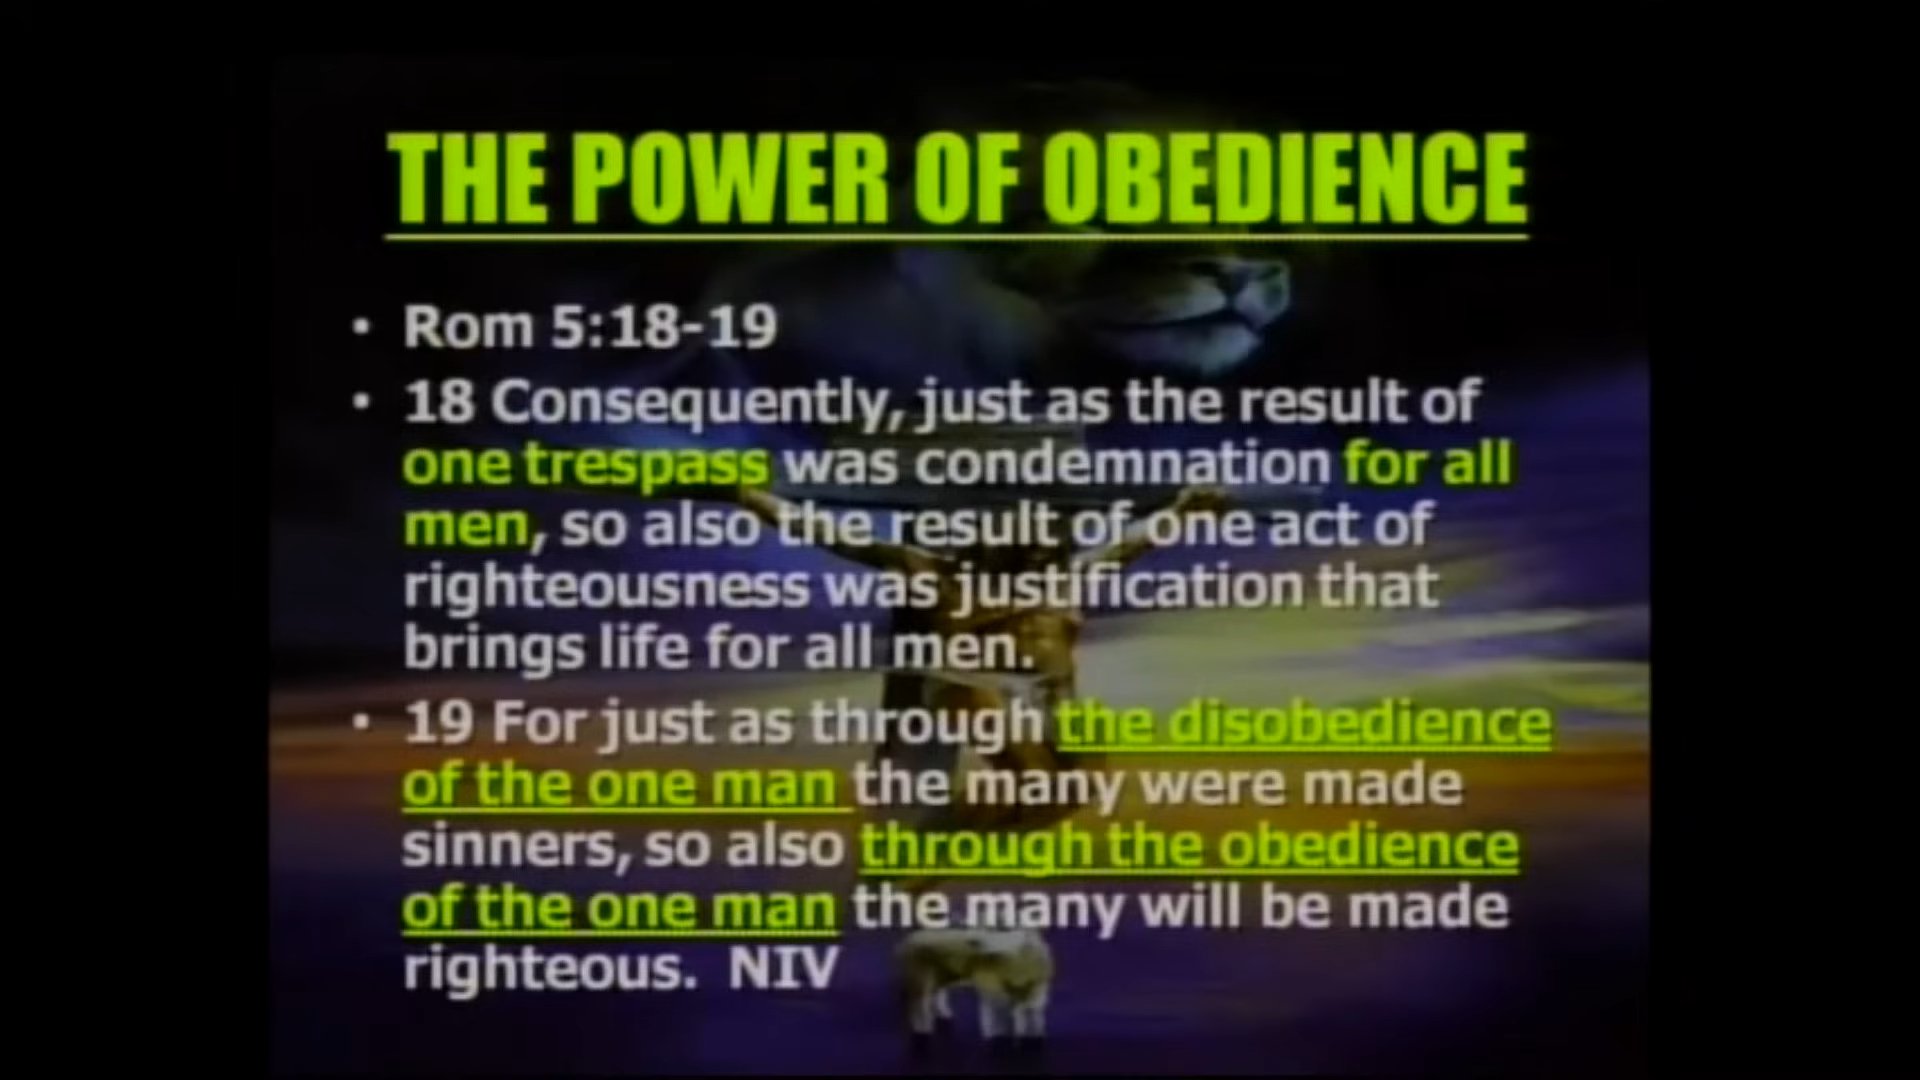 THE POWER OF OBEDIENCE
• Rom 5:18-19
• 18 Consequently, just as the result of
one trespass was condemnation for all
men, so also the result of one act of
righteousness was justification that
brings life for all men.
• 19 For just as through the disobedience
of the one man the many were made
sinners, so also through the obedience
of the one man the many will be made
righteous.  NIV